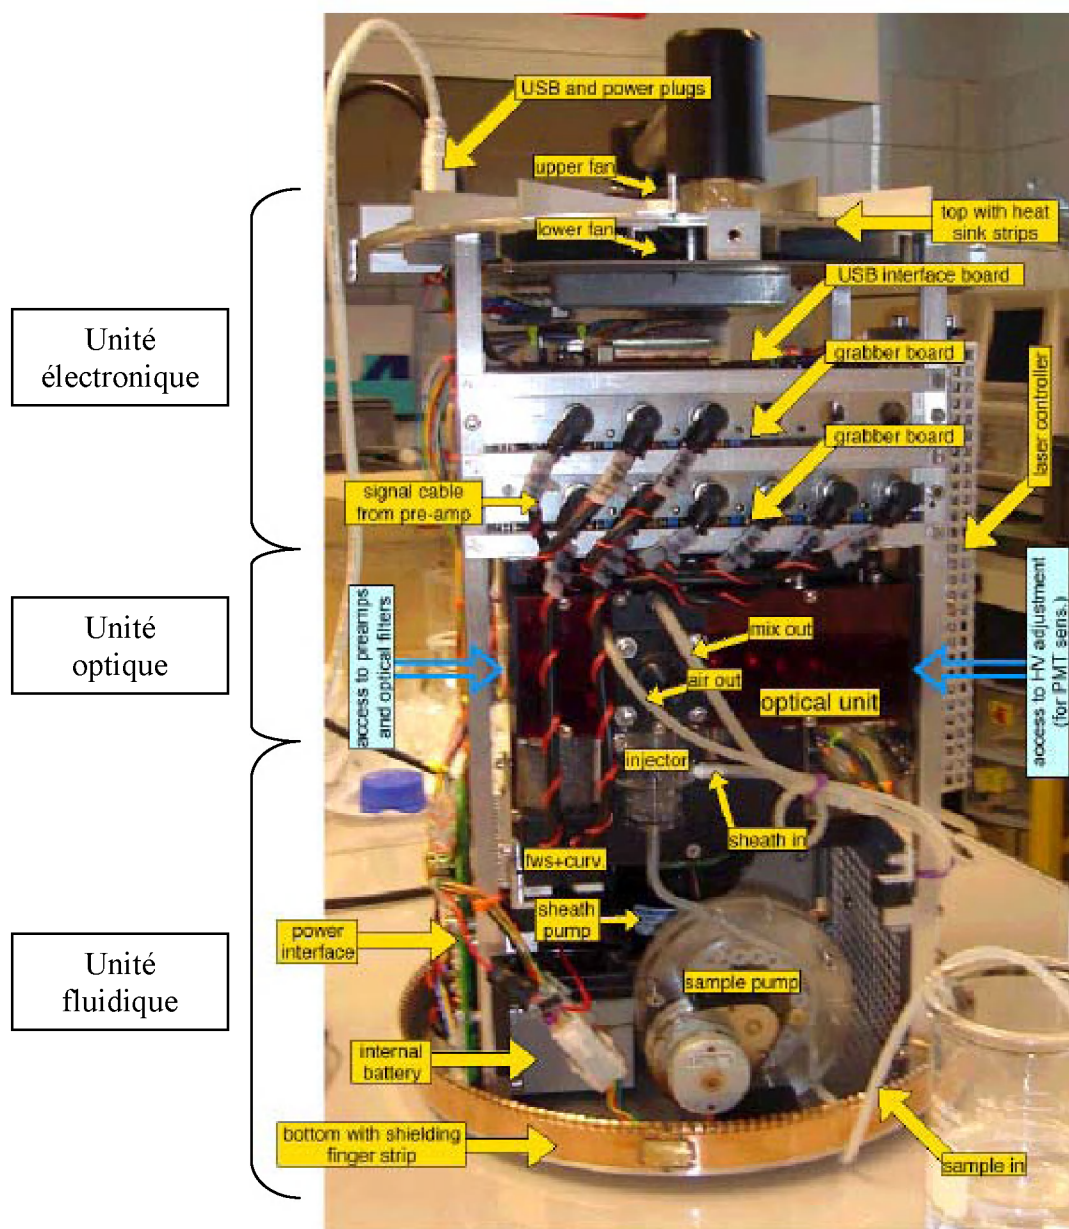 USB and power plugs
upper fan
lower fan
top with heat
sink strips
USB interface board
grabber board
grabber board
laser controller
signal cable
from pre-amp
Unité
électronique
Unité
optique
access to preamps
and optical filters
mix out
air out
optical unit
access to HV adjustment
(for PMT sens.)
injector
sheath in
fws+curv.
sheath
pump
Unité
fluidique
power
interface
sample pump
internal
battery
bottom with shielding
finger strip
sample in